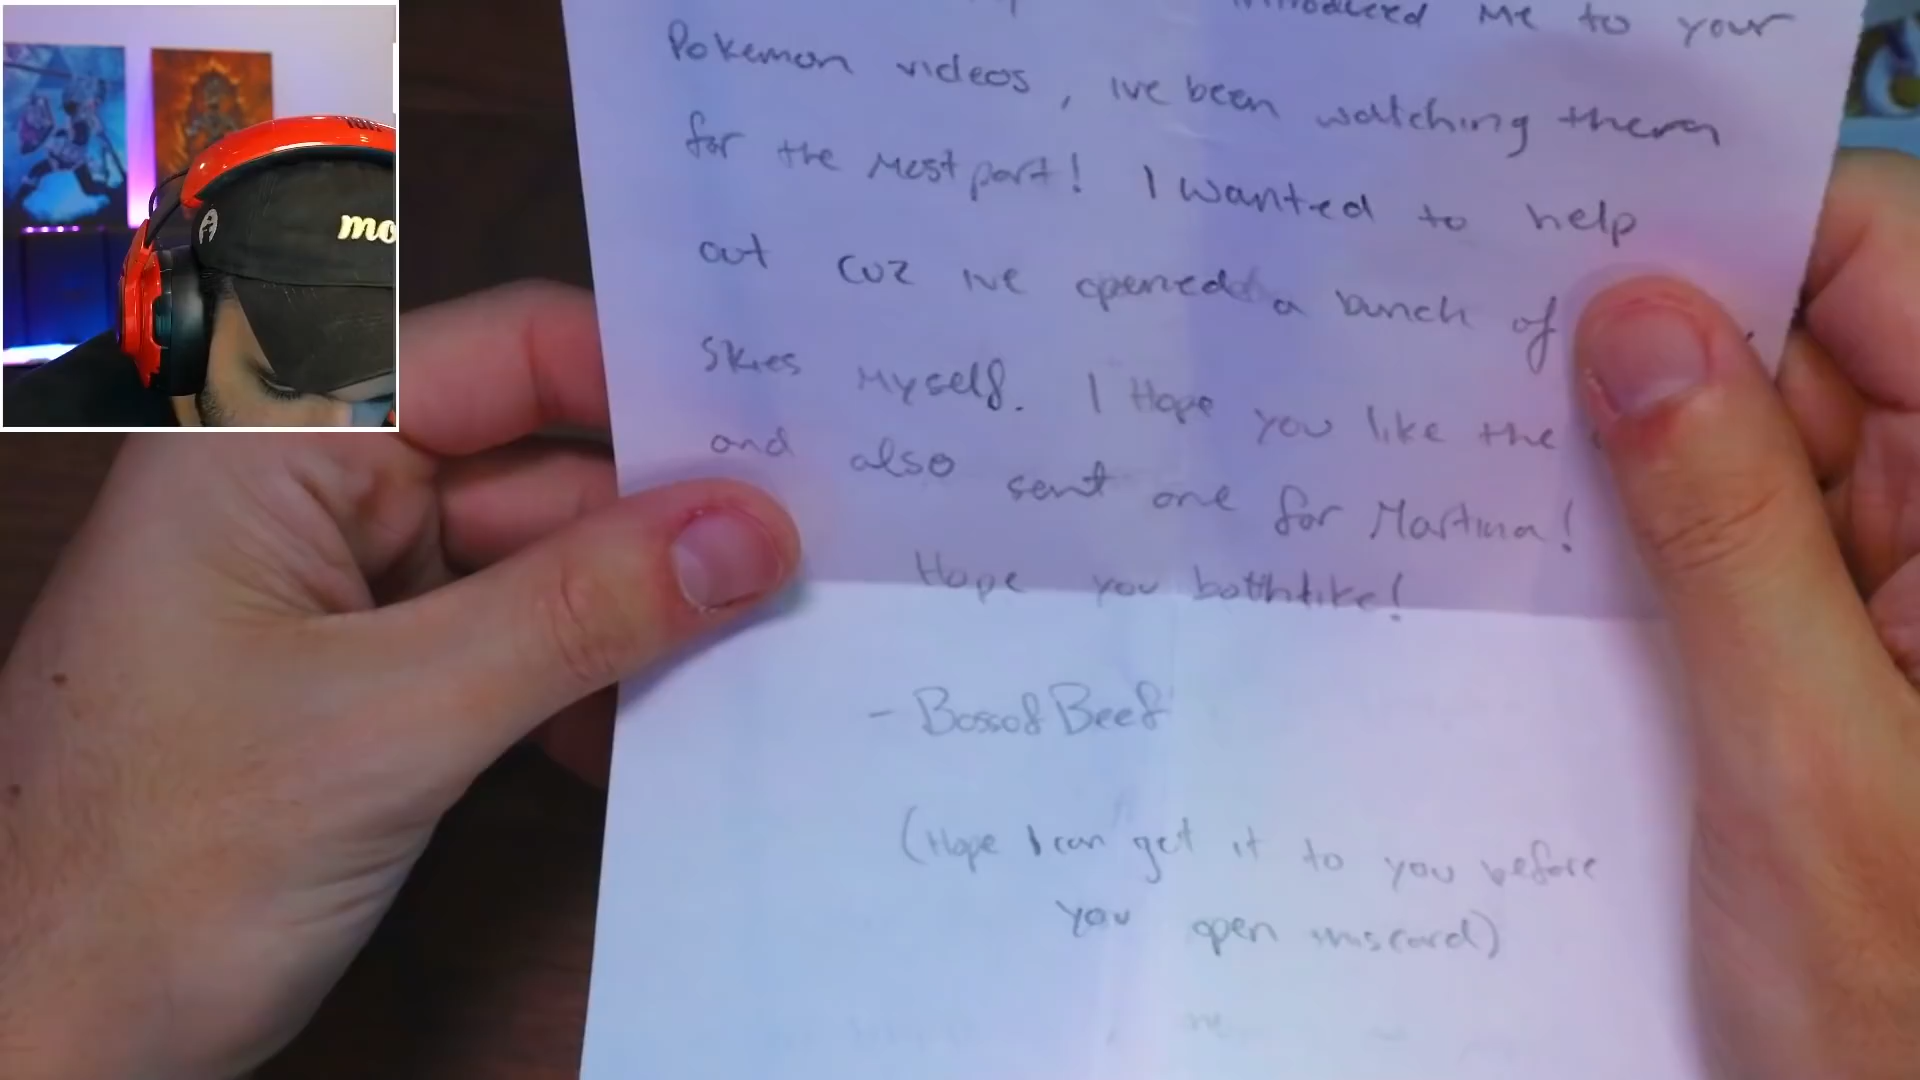 introduced me to your
Pokemon videos, ive been watching them
for the most part! I wanted to help
out cuz ive opened a bunch of
skies myself. I Hope you like the
and also sent one for Martina!
Hope you both like!
- BossofBeef
(Hope I can get it to you before
you open this card)
mo